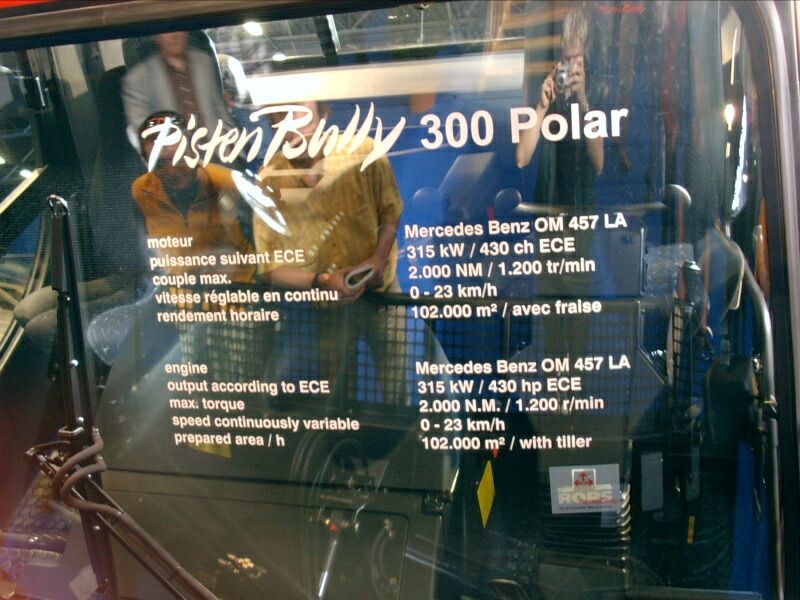 PistenBully 300 Polar
moteur Mercedes Benz OM 457 LA
puissance suivant ECE 315 kW / 430 ch ECE
couple max. 2.000 NM / 1.200 tr/min
vitesse réglable en continu 0 - 23 km/h
rendement horaire 102.000 m² / avec fraise
engine Mercedes Benz OM 457 LA
output according to ECE 315 kW / 430 hp ECE
max. torque 2.000 N.M. / 1.200 r/min
speed continuously variable 0 - 23 km/h
prepared area / h 102.000 m² / with tiller
ROPS